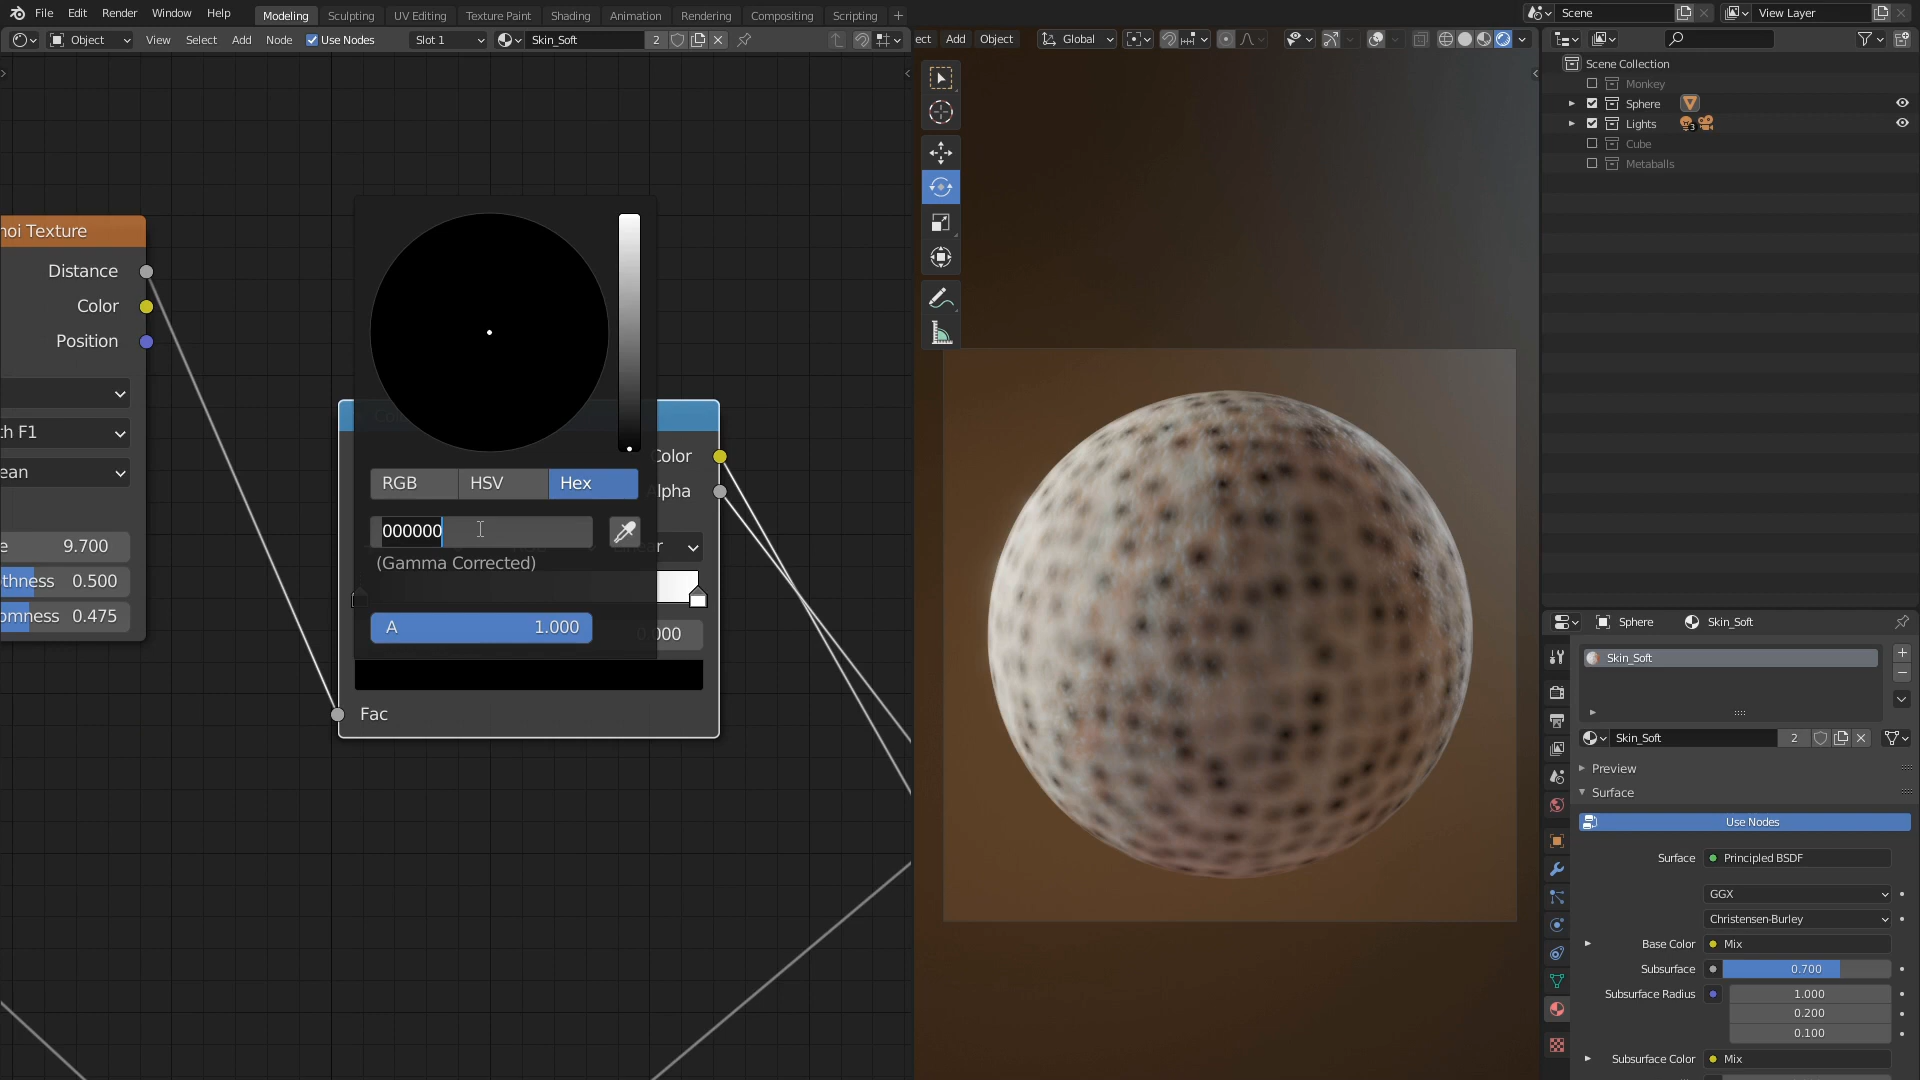 File Edit Render Window Help Modeling Sculpting UV Editing Texture Paint Shading Animation Rendering Compositing Scripting + Scene View Layer
Object View Select Add Node Use Nodes Slot 1 Skin_Soft 2 ect Add Object Global
Scene Collection
Monkey
Sphere
Lights 3
Cube
Metaballs
noi Texture
Distance
Color
Position
th F1
ean
e 9.700
thness 0.500
omness 0.475
Color
Alpha
RGB HSV Hex
000000
(Gamma Corrected)
A 1.000
Fac
Sphere Skin_Soft
Skin_Soft
Skin_Soft 2
Preview
Surface
Use Nodes
Surface Principled BSDF
GGX
Christensen-Burley
Base Color Mix
Subsurface 0.700
Subsurface Radius 1.000
0.200
0.100
Subsurface Color Mix